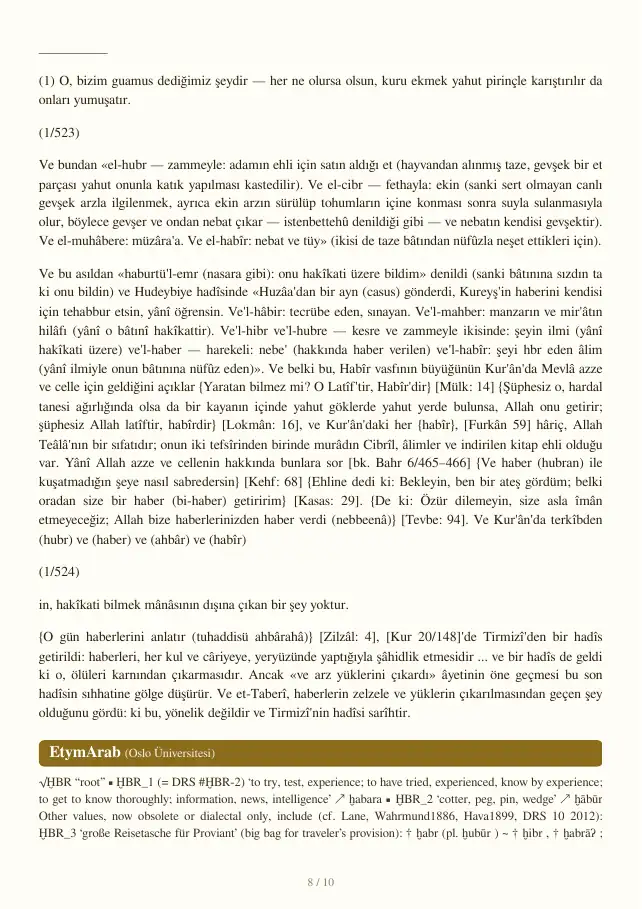 (1) O, bizim guamus dediğimiz şeydir — her ne olursa olsun, kuru ekmek yahut pirinçle karıştırılır da
onları yumuşatır.
(1/523)
Ve bundan «el-hubr — zammeyle: adamın ehli için satın aldığı et (hayvandan alınmış taze, gevşek bir et
parçası yahut onunla katık yapılması kastedilir). Ve el-cibr — fethayla: ekin (sanki sert olmayan canlı
gevşek arzla ilgilenmek, ayrıca ekin arzın sürülüp tohumların içine konması sonra suyla sulanmasıyla
olur, böylece gevşer ve ondan nebat çıkar — istenbettehû denildiği gibi — ve nebatın kendisi gevşektir).
Ve el-muhâbere: müzâra'a. Ve el-habîr: nebat ve tüy» (ikisi de taze bâtından nüfûzla neşet ettikleri için).
Ve bu asıldan «haburtü'l-emr (nasara gibi): onu hakîkati üzere bildim» denildi (sanki bâtınına sızdın ta
ki onu bildin) ve Hudeybiye hadîsinde «Huzâa'dan bir ayn (casus) gönderdi, Kureyş'in haberini kendisi
için tehabbur etsin, yânî öğrensin. Ve'l-hâbir: tecrübe eden, sınayan. Ve'l-mahber: manzarın ve mir'âtın
hilâfı (yânî o bâtınî hakîkattir). Ve'l-hibr ve'l-hubre — kesre ve zammeyle ikisinde: şeyin ilmi (yânî
hakîkati üzere) ve'l-haber — harekeli: nebe' (hakkında haber verilen) ve'l-habîr: şeyi hbr eden âlim
(yânî ilmiyle onun bâtınına nüfûz eden)». Ve belki bu, Habîr vasfının büyüğünün Kur'ân'da Mevlâ azze
ve celle için geldiğini açıklar {Yaratan bilmez mi? O Latîf'tir, Habîr'dir} [Mülk: 14] {Şüphesiz o, hardal
tanesi ağırlığında olsa da bir kayanın içinde yahut göklerde yahut yerde bulunsa, Allah onu getirir;
şüphesiz Allah latîftir, habîrdir} [Lokmân: 16], ve Kur'ân'daki her {habîr}, [Furkân 59] hâriç, Allah
Teâlâ'nın bir sıfatıdır; onun iki tefsîrinden birinde murâdın Cibrîl, âlimler ve indirilen kitap ehli olduğu
var. Yânî Allah azze ve cellenin hakkında bunlara sor [bk. Bahr 6/465–466] {Ve haber (hubran) ile
kuşatmadığın şeye nasıl sabredersin} [Kehf: 68] {Ehline dedi ki: Bekleyin, ben bir ateş gördüm; belki
oradan size bir haber (bi-haber) getiririm} [Kasas: 29]. {De ki: Özür dilemeyin, size asla îmân
etmeyeceğiz; Allah bize haberlerinizden haber verdi (nebbeenâ)} [Tevbe: 94]. Ve Kur'ân'da terkîbden
(hubr) ve (haber) ve (ahbâr) ve (habîr)
(1/524)
in, hakîkati bilmek mânâsının dışına çıkan bir şey yoktur.
{O gün haberlerini anlatır (tuhaddisü ahbârahâ)} [Zilzâl: 4], [Kur 20/148]'de Tirmizî'den bir hadîs
getirildi: haberleri, her kul ve câriyeye, yeryüzünde yaptığıyla şâhidlik etmesidir ... ve bir hadîs de geldi
ki o, ölüleri karnından çıkarmasıdır. Ancak «ve arz yüklerini çıkardı» âyetinin öne geçmesi bu son
hadîsin sıhhatine gölge düşürür. Ve et-Taberî, haberlerin zelzele ve yüklerin çıkarılmasından geçen şey
olduğunu gördü: ki bu, yönelik değildir ve Tirmizî'nin hadîsi sarîhtir.
EtymArab (Oslo Üniversitesi)
√ḪBR “root” ▪ ḪBR_1 (= DRS #ḪBR-2) ‘to try, test, experience; to have tried, experienced, know by experience;
to get to know thoroughly; information, news, intelligence’ ↗ ḫabara ▪ ḪBR_2 ‘cotter, peg, pin, wedge’ ↗ ḫābūr
Other values, now obsolete or dialectal only, include (cf. Lane, Wahrmund1886, Hava1899, DRS 10 2012):
ḪBR_3 ‘große Reisetasche für Proviant’ (big bag for traveler's provision): † ḫabr (pl. ḫubūr ) ~ † ḫibr , † ḫabrāʔ ;
8 / 10